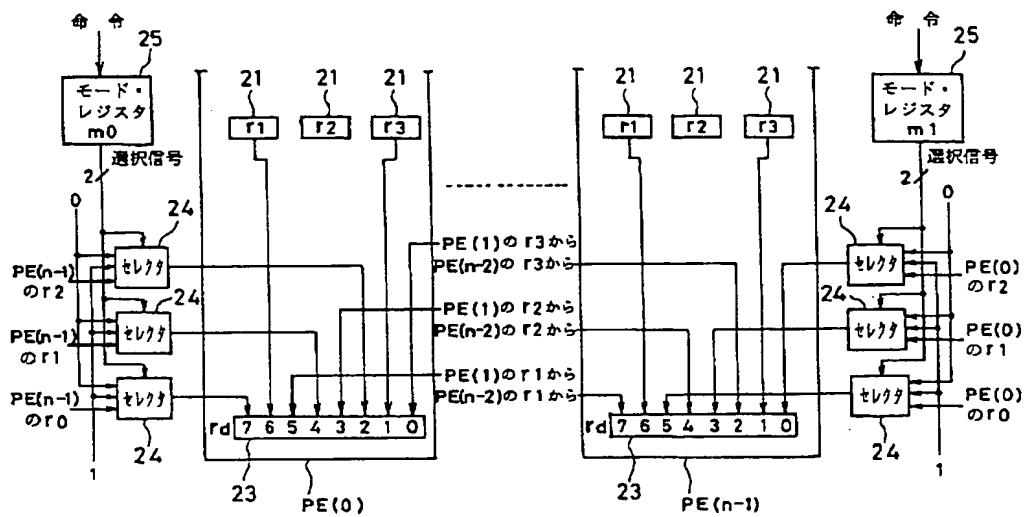 命 令
25
モード・
レジスタ
m0
選択信号
2
0
24
セレクタ
PE(n-1)
のr2
24
セレクタ
PE(n-1)
のr1
セレクタ
PE(n-1)
のr0
24
1
21
r1
21
r2
21
r3
rd 7 6 5 4 3 2 1 0
23
PE(0)
PE(1)のr3から
PE(n-2)のr3から
PE(1)のr2から
PE(n-2)のr2から
PE(1)のr1から
PE(n-2)のr1から
21
r1
21
r2
21
r3
rd 7 6 5 4 3 2 1 0
23
PE(n-1)
命 令
25
モード・
レジスタ
m1
選択信号
2
0
24
セレクタ
PE(0)
のr2
24
セレクタ
PE(0)
のr1
セレクタ
PE(0)
のr0
24
1